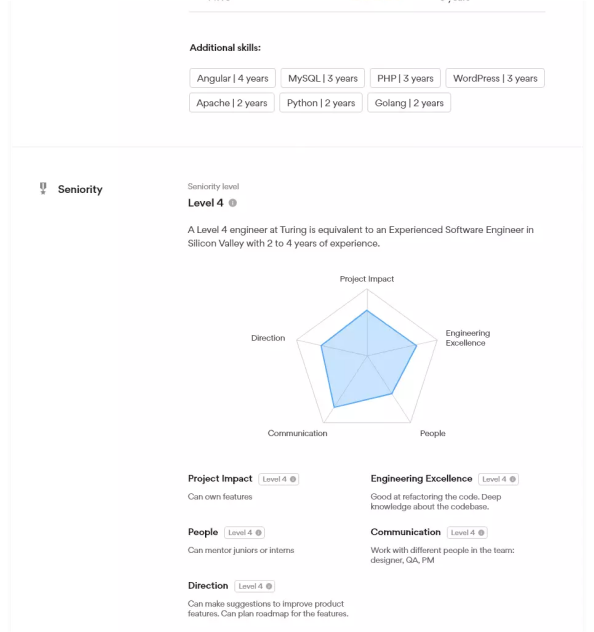 Additional skills:
Angular | 4 years
MySQL | 3 years
PHP | 3 years
WordPress | 3 years
Apache | 2 years
Python | 2 years
Golang | 2 years
Seniority
Seniority level
Level 4
A Level 4 engineer at Turing is equivalent to an Experienced Software Engineer in
Silicon Valley with 2 to 4 years of experience.
Project Impact
Engineering
Excellence
Direction
Communication
People
Project Impact Level 4
Can own features
Engineering Excellence Level 4
Good at refactoring the code. Deep
knowledge about the codebase.
People Level 4
Can mentor juniors or interns
Communication Level 4
Work with different people in the team:
designer, QA, PM
Direction Level 4
Can make suggestions to improve product
features. Can plan roadmap for the features.